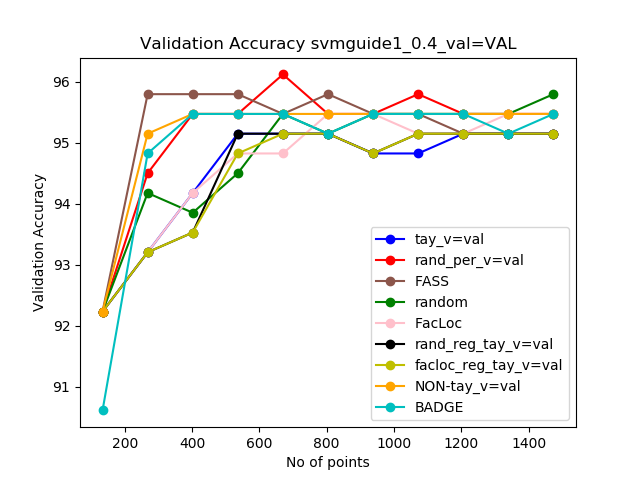 Validation Accuracy svmguide1_0.4_val=VAL
96
95
94
93
92
91
Validation Accuracy
tay_v=val
rand_per_v=val
FASS
random
FacLoc
rand_reg_tay_v=val
facloc_reg_tay_v=val
NON-tay_v=val
BADGE
200 400 600 800 1000 1200 1400
No of points